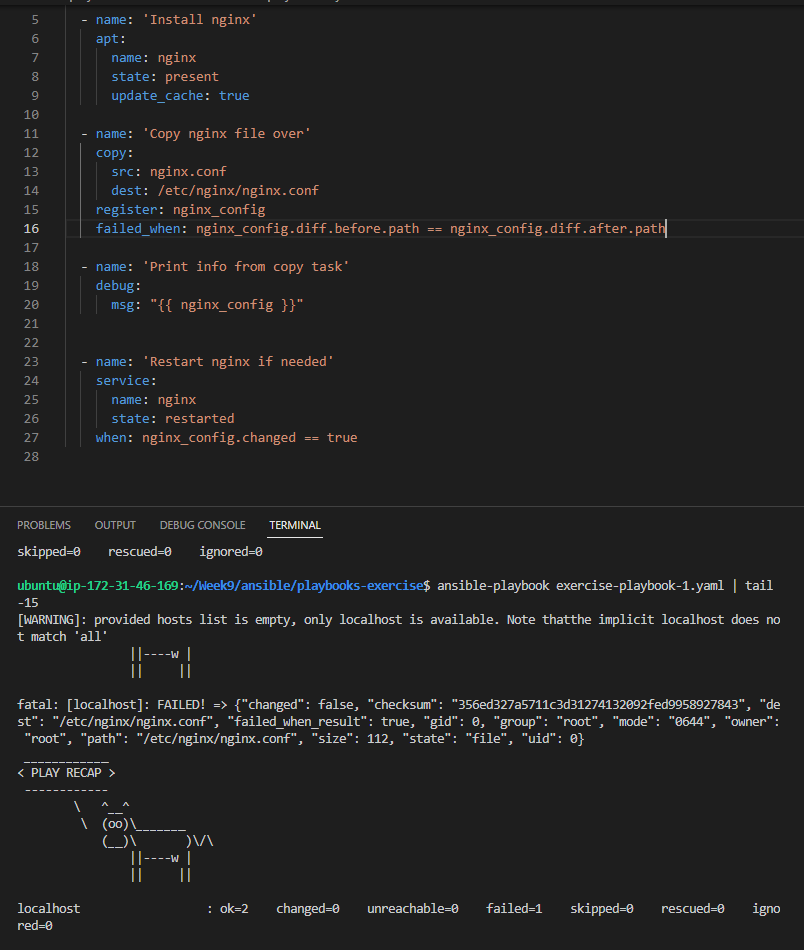 5 - name: 'Install nginx'
6 apt:
7 name: nginx
8 state: present
9 update_cache: true
10
11 - name: 'Copy nginx file over'
12 copy:
13 src: nginx.conf
14 dest: /etc/nginx/nginx.conf
15 register: nginx_config
16 failed_when: nginx_config.diff.before.path == nginx_config.diff.after.path
17
18 - name: 'Print info from copy task'
19 debug:
20 msg: "{{ nginx_config }}"
21
22
23 - name: 'Restart nginx if needed'
24 service:
25 name: nginx
26 state: restarted
27 when: nginx_config.changed == true
28
PROBLEMS OUTPUT DEBUG CONSOLE TERMINAL
skipped=0 rescued=0 ignored=0
ubuntu@ip-172-31-46-169:~/Week9/ansible/playbooks-exercise$ ansible-playbook exercise-playbook-1.yaml | tail
-15
[WARNING]: provided hosts list is empty, only localhost is available. Note thatthe implicit localhost does no
t match 'all'
                ||----w |
                ||     ||
fatal: [localhost]: FAILED! => {"changed": false, "checksum": "356ed327a5711c3d31274132092fed9958927843", "de
st": "/etc/nginx/nginx.conf", "failed_when_result": true, "gid": 0, "group": "root", "mode": "0644", "owner":
 "root", "path": "/etc/nginx/nginx.conf", "size": 112, "state": "file", "uid": 0}
 ____________
< PLAY RECAP >
 ------------
        \   ^__^
         \  (oo)\_______
            (__)\       )\/\
                ||----w |
                ||     ||
localhost : ok=2 changed=0 unreachable=0 failed=1 skipped=0 rescued=0 igno
red=0